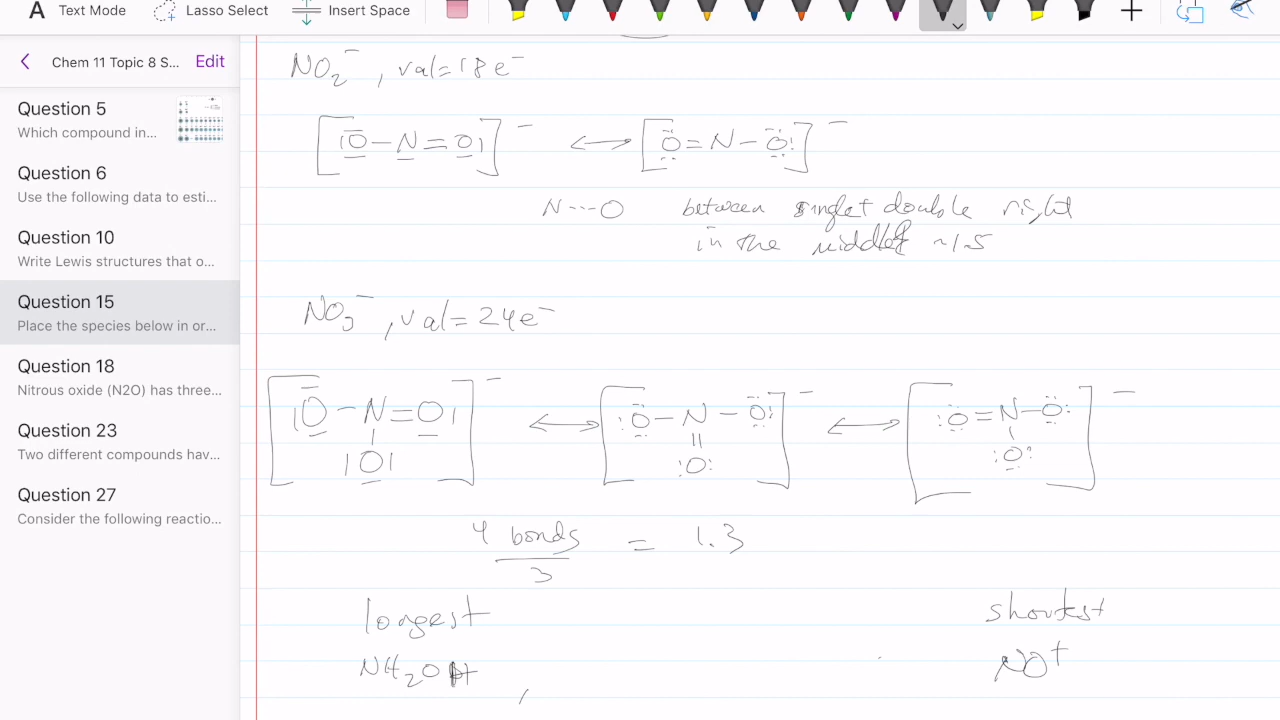 Text Mode
Lasso Select
Insert Space
Chem 11 Topic 8 S...
Edit
Question 5
Which compound in...
Question 6
Use the following data to esti...
Question 10
Write Lewis structures that o...
Question 15
Place the species below in or...
Question 18
Nitrous oxide (N2O) has three...
Question 23
Two different compounds hav...
Question 27
Consider the following reactio...
NO₂⁻, val=18e⁻
[|O−N=O|]⁻ ⟷ [O=N−O:]⁻
N---O between singlet double right
in the middle ~1.5
NO₃⁻, val=24e⁻
[|O−N=O|]⁻ ⟷ [:O−N−O:]⁻ ⟷ [:O=N−O:]⁻
|O| :O: :O:
4 bonds / 3 = 1.3
longest shortest
NH₂OH, NO⁺